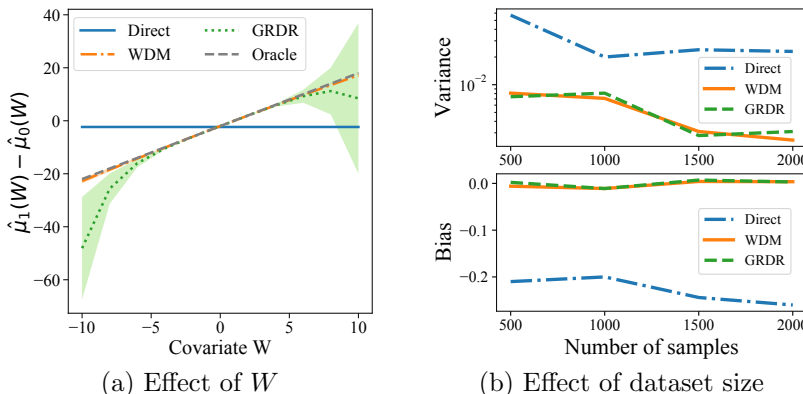 Direct
WDM
GRDR
Oracle
40
20
0
−20
−40
−60
μ̂₁(W) − μ̂₀(W)
−10
−5
0
5
10
Covariate W
(a) Effect of W
Variance
10⁻²
Direct
WDM
GRDR
500
1000
1500
2000
Bias
0.0
−0.1
−0.2
Direct
WDM
GRDR
500
1000
1500
2000
Number of samples
(b) Effect of dataset size